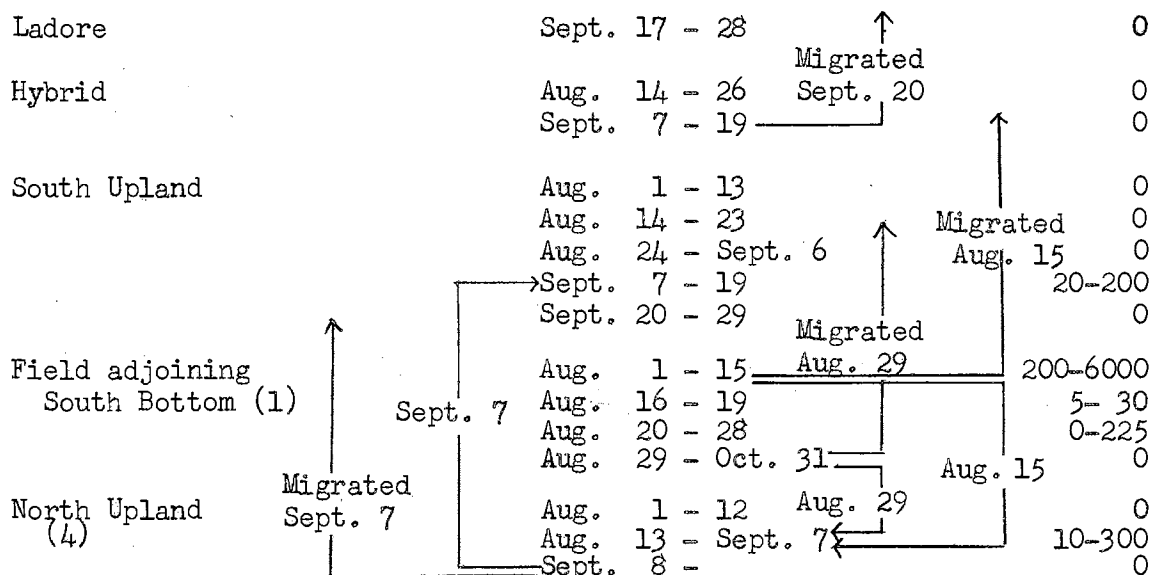 Ladore Sept. 17 - 28 0
Migrated
Hybrid Aug. 14 - 26 Sept. 20 0
Sept. 7 - 19 0
South Upland Aug. 1 - 13 0
Aug. 14 - 23 Migrated 0
Aug. 24 - Sept. 6 Aug. 15 0
Sept. 7 - 19 20-200
Sept. 20 - 29 0
Migrated
Field adjoining Aug. 1 - 15 Aug. 29 200-6000
South Bottom (1) Sept. 7 Aug. 16 - 19 5- 30
Aug. 20 - 28 0-225
Aug. 29 - Oct. 31 Aug. 15 0
Migrated
North Upland Sept. 7 Aug. 1 - 12 Aug. 29 0
(4) Aug. 13 - Sept. 7 10-300
Sept. 8 - 0